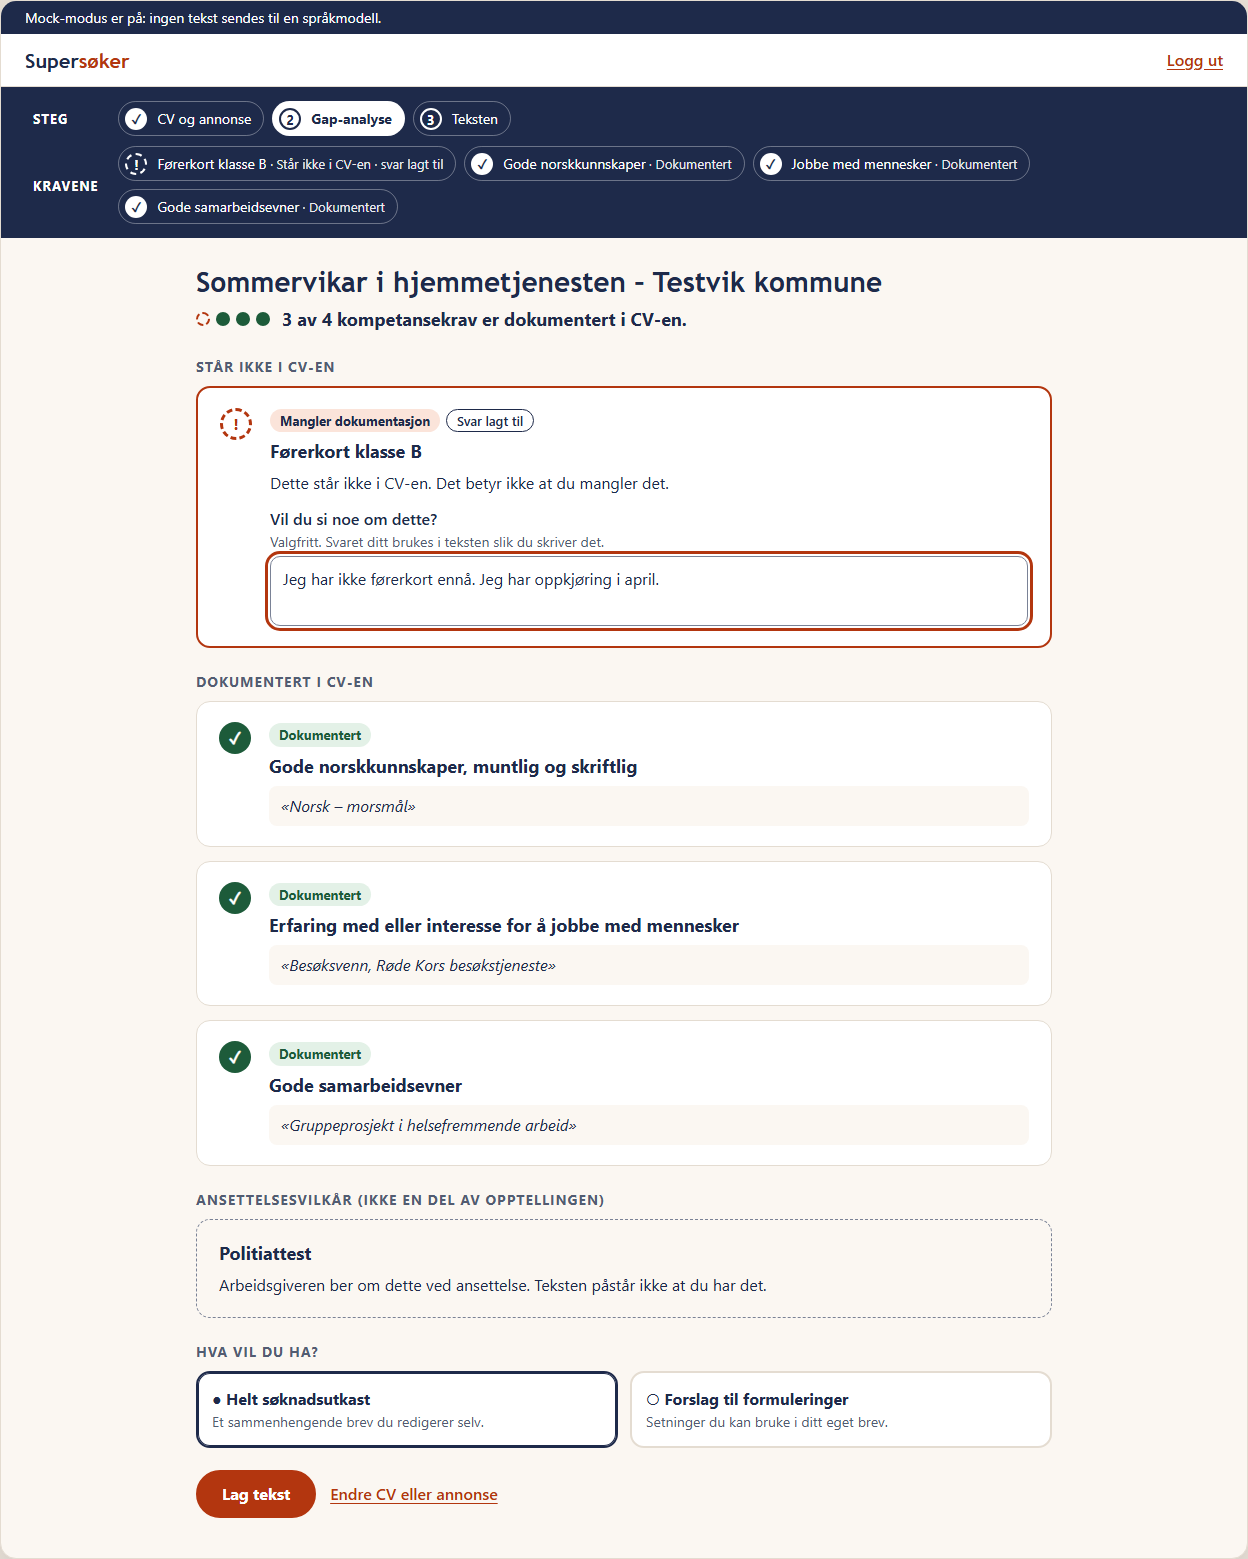 Mock-modus er på: ingen tekst sendes til en språkmodell.
Supersøker
Logg ut
STEG
✓ CV og annonse
2 Gap-analyse
3 Teksten
KRAVENE
! Førerkort klasse B · Står ikke i CV-en · svar lagt til
✓ Gode norskkunnskaper · Dokumentert
✓ Jobbe med mennesker · Dokumentert
✓ Gode samarbeidsevner · Dokumentert
Sommervikar i hjemmetjenesten – Testvik kommune
3 av 4 kompetansekrav er dokumentert i CV-en.
STÅR IKKE I CV-EN
! Mangler dokumentasjon Svar lagt til
Førerkort klasse B
Dette står ikke i CV-en. Det betyr ikke at du mangler det.
Vil du si noe om dette?
Valgfritt. Svaret ditt brukes i teksten slik du skriver det.
Jeg har ikke førerkort ennå. Jeg har oppkjøring i april.
DOKUMENTERT I CV-EN
✓ Dokumentert
Gode norskkunnskaper, muntlig og skriftlig
«Norsk – morsmål»
✓ Dokumentert
Erfaring med eller interesse for å jobbe med mennesker
«Besøksvenn, Røde Kors besøkstjeneste»
✓ Dokumentert
Gode samarbeidsevner
«Gruppeprosjekt i helsefremmende arbeid»
ANSETTELSESVILKÅR (IKKE EN DEL AV OPPTELLINGEN)
Politiattest
Arbeidsgiveren ber om dette ved ansettelse. Teksten påstår ikke at du har det.
HVA VIL DU HA?
● Helt søknadsutkast
Et sammenhengende brev du redigerer selv.
○ Forslag til formuleringer
Setninger du kan bruke i ditt eget brev.
Lag tekst
Endre CV eller annonse